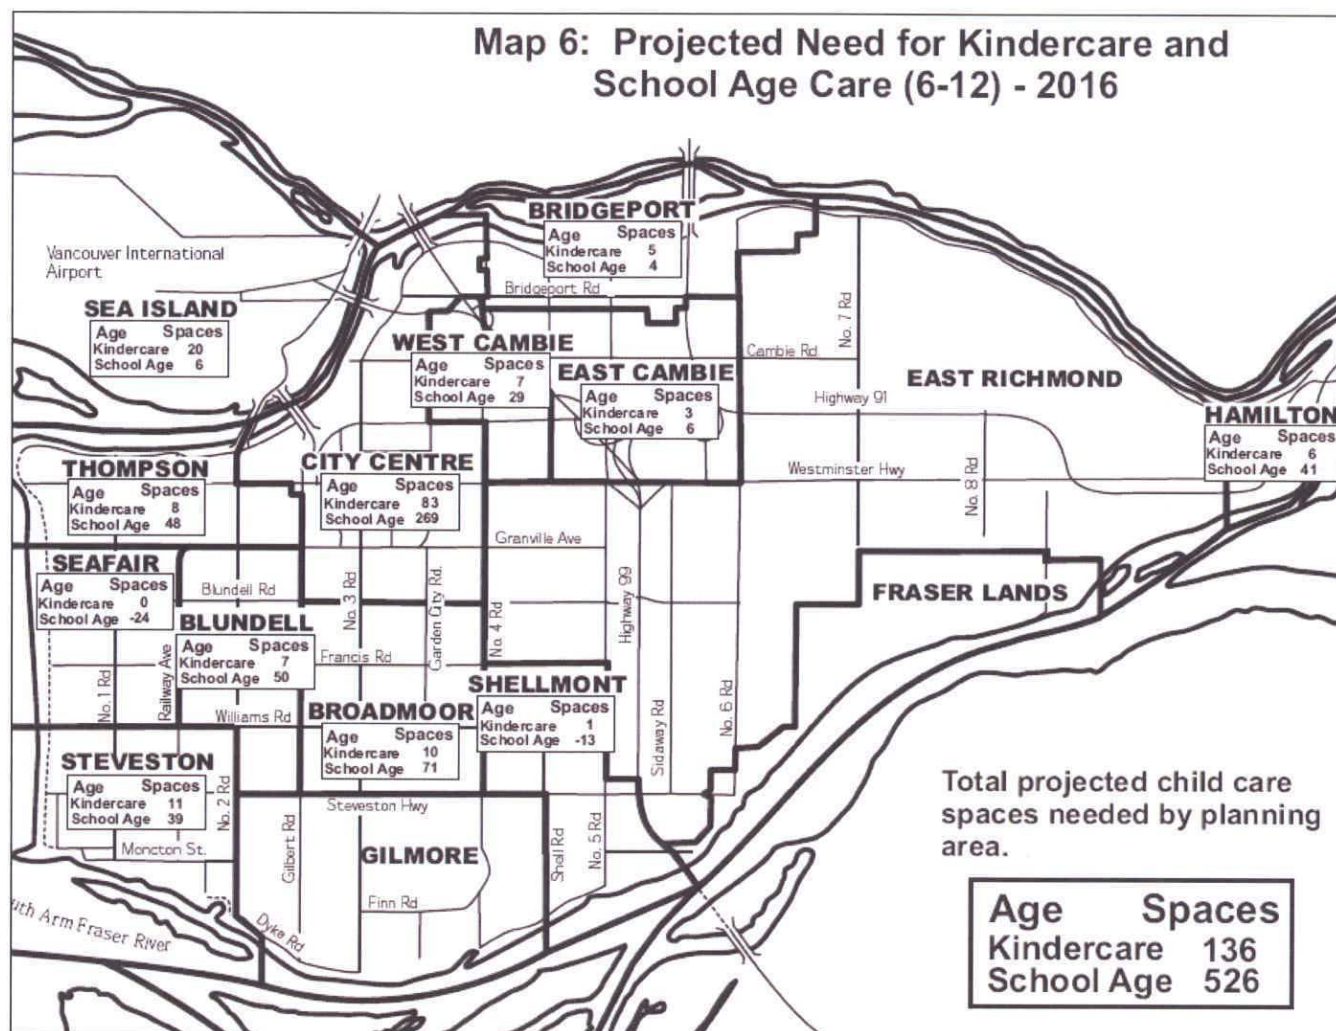 Map 6: Projected Need for Kindercare and
School Age Care (6-12) - 2016
BRIDGEPORT
Age Spaces
Kindercare 5
School Age 4
Bridgeport Rd
Vancouver International
Airport
SEA ISLAND
Age Spaces
Kindercare 20
School Age 6
WEST CAMBIE
Age Spaces
Kindercare 7
School Age 29
EAST CAMBIE
Age Spaces
Kindercare 3
School Age 6
Cambie Rd
No. 7 Rd
EAST RICHMOND
Highway 91
HAMILTON
Age Spaces
Kindercare 6
School Age 41
Westminster Hwy
No. 8 Rd
THOMPSON
Age Spaces
Kindercare 8
School Age 48
CITY CENTRE
Age Spaces
Kindercare 83
School Age 269
Granville Ave
SEAFAIR
Age Spaces
Kindercare 0
School Age -24
Blundell Rd
No. 3 Rd
Garden City Rd.
No. 4 Rd
Highway 99
FRASER LANDS
BLUNDELL
Age Spaces
Kindercare 7
School Age 50
Francis Rd
No. 1 Rd
Railway Ave
Williams Rd
BROADMOOR
Age Spaces
Kindercare 10
School Age 71
SHELLMONT
Age Spaces
Kindercare 1
School Age -13
Sidaway Rd
No. 6 Rd
STEVESTON
Age Spaces
Kindercare 11
School Age 39
No. 2 Rd
Steveston Hwy
Moncton St.
Gilbert Rd
GILMORE
Shell Rd
No. 5 Rd
Finn Rd
Dyke Rd
uth Arm Fraser River
Total projected child care
spaces needed by planning
area.
Age Spaces
Kindercare 136
School Age 526